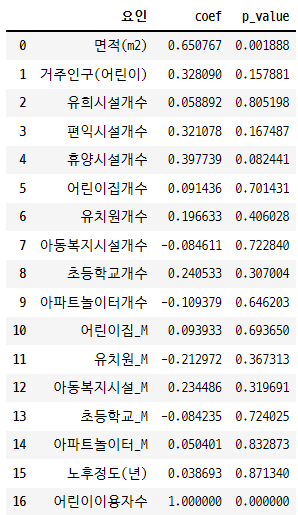 요인 coef p_value
0 면적(m2) 0.650767 0.001888
1 거주인구(어린이) 0.328090 0.157881
2 유희시설개수 0.058892 0.805198
3 편익시설개수 0.321078 0.167487
4 휴양시설개수 0.397739 0.082441
5 어린이집개수 0.091436 0.701431
6 유치원개수 0.196633 0.406028
7 아동복지시설개수 -0.084611 0.722840
8 초등학교개수 0.240533 0.307004
9 아파트놀이터개수 -0.109379 0.646203
10 어린이집_M 0.093933 0.693650
11 유치원_M -0.212972 0.367313
12 아동복지시설_M 0.234486 0.319691
13 초등학교_M -0.084235 0.724025
14 아파트놀이터_M 0.050401 0.832873
15 노후정도(년) 0.038693 0.871340
16 어린이이용자수 1.000000 0.000000